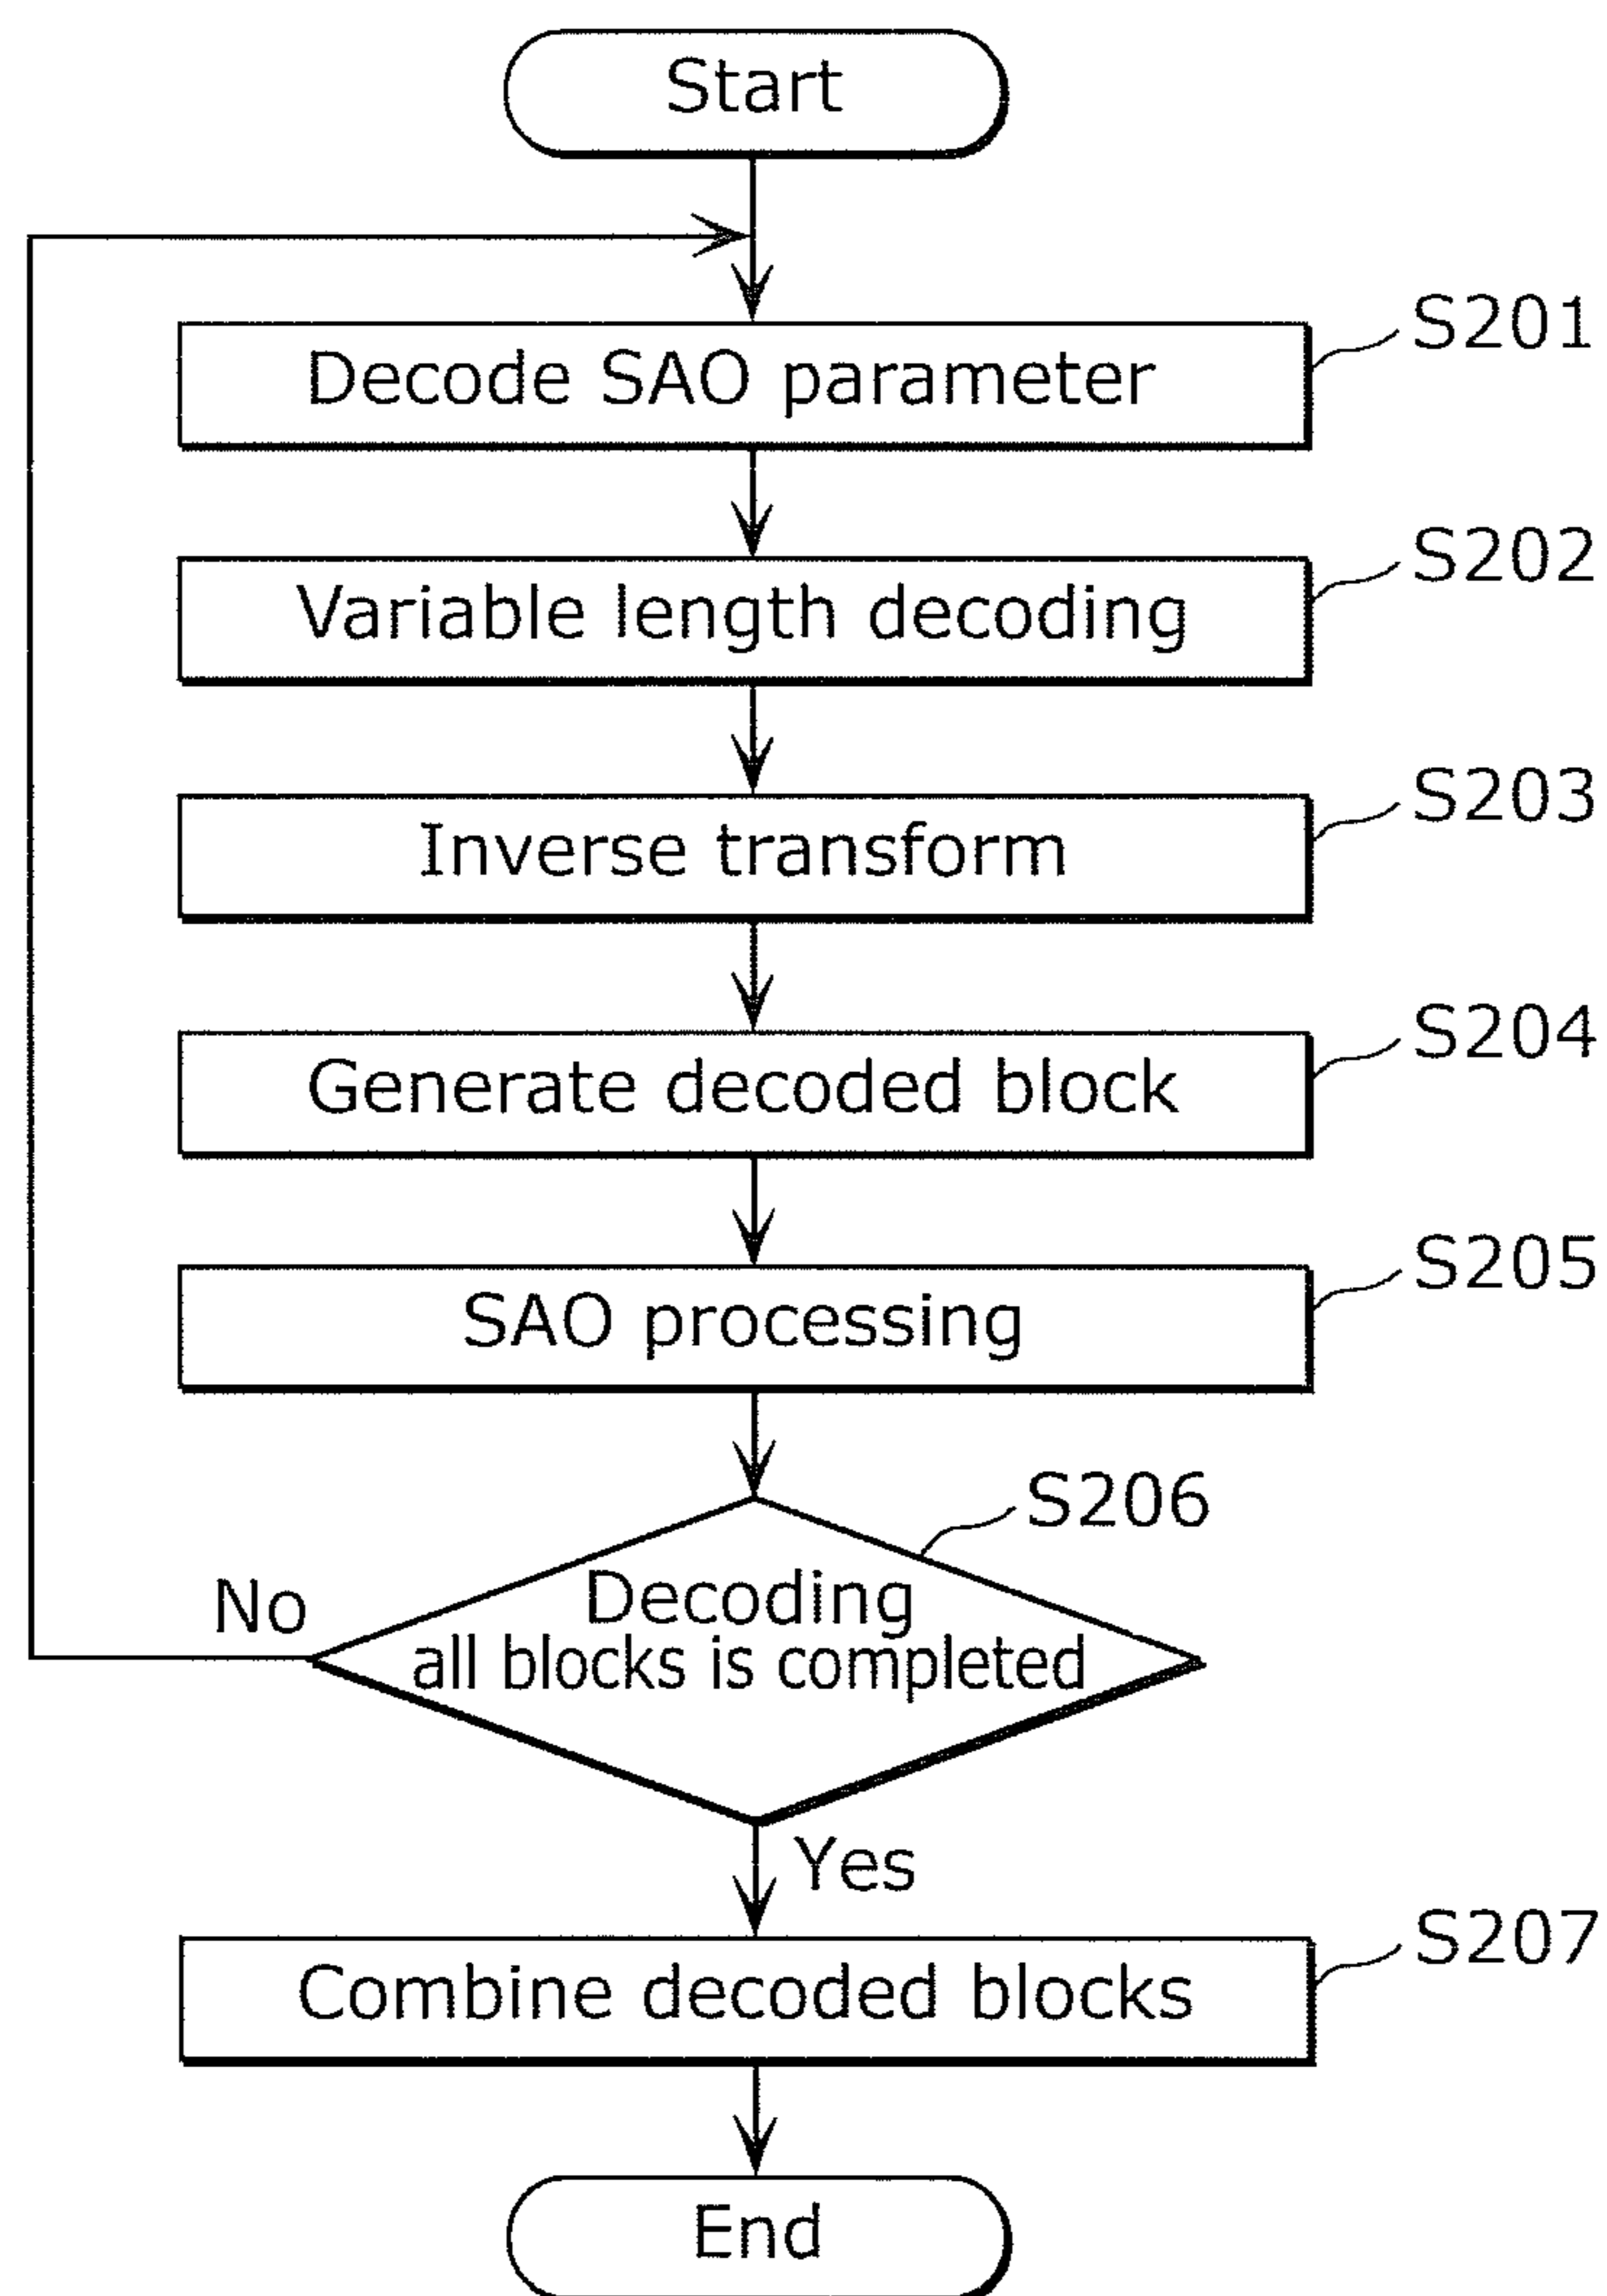 Start
Decode SAO parameter
S201
Variable length decoding
S202
Inverse transform
S203
Generate decoded block
S204
SAO processing
S205
S206
Decoding
all blocks is completed
No
Yes
Combine decoded blocks
S207
End